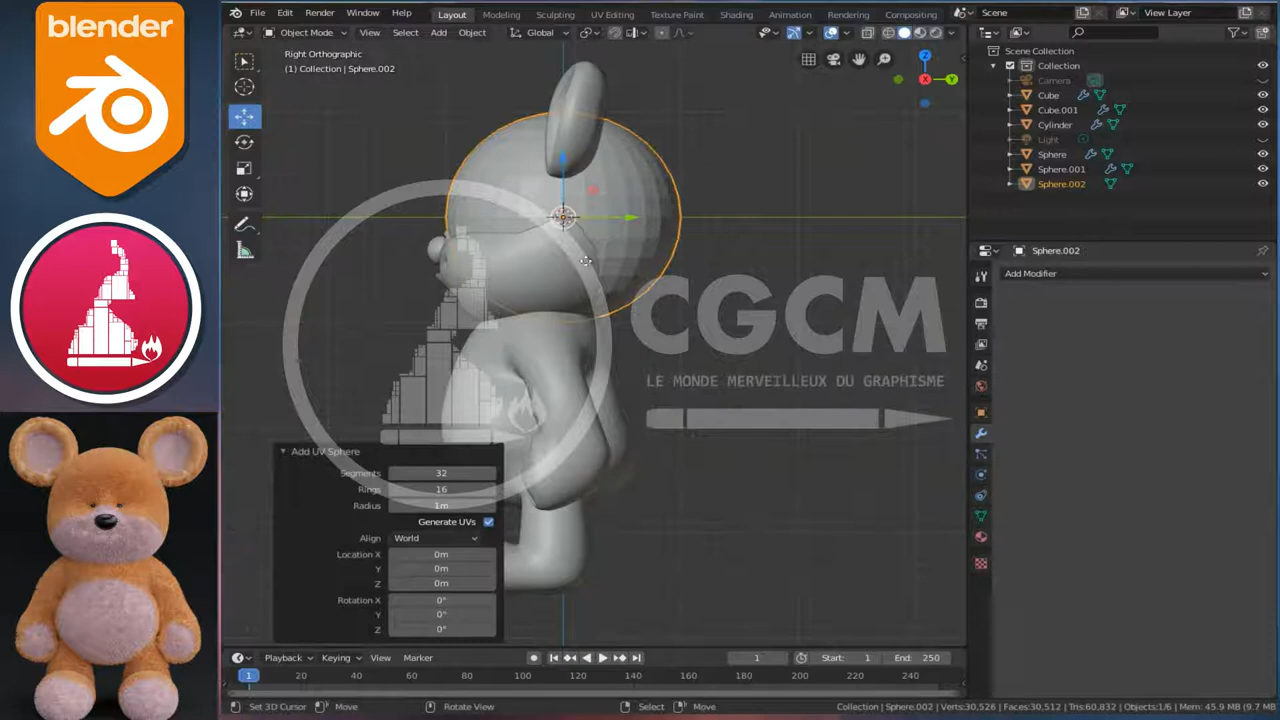 blender
File Edit Render Window Help
Layout Modeling Sculpting UV Editing Texture Paint Shading Animation Rendering Compositing
Scene
View Layer
Object Mode View Select Add Object
Global
Right Orthographic
(1) Collection | Sphere.002
Z
Y
X
Scene Collection
Collection
Camera
Cube
Cube.001
Cylinder
Light
Sphere
Sphere.001
Sphere.002
Sphere.002
Add Modifier
CGCM
LE MONDE MERVEILLEUX DU GRAPHISME
Add UV Sphere
Segments 32
Rings 16
Radius 1m
Generate UVs
Align World
Location X 0m
Y 0m
Z 0m
Rotation X 0°
Y 0°
Z 0°
Playback Keying View Marker
1
Start: 1 End: 250
1 20 40 60 80 100 120 140 160 180 200 220 240
Set 3D Cursor Move Rotate View Select Move
Collection | Sphere.002 | Verts:30,526 | Faces:30,512 | Tris:60,832 | Objects:1/6 | Mem: 45.9 MB (9.7 MB